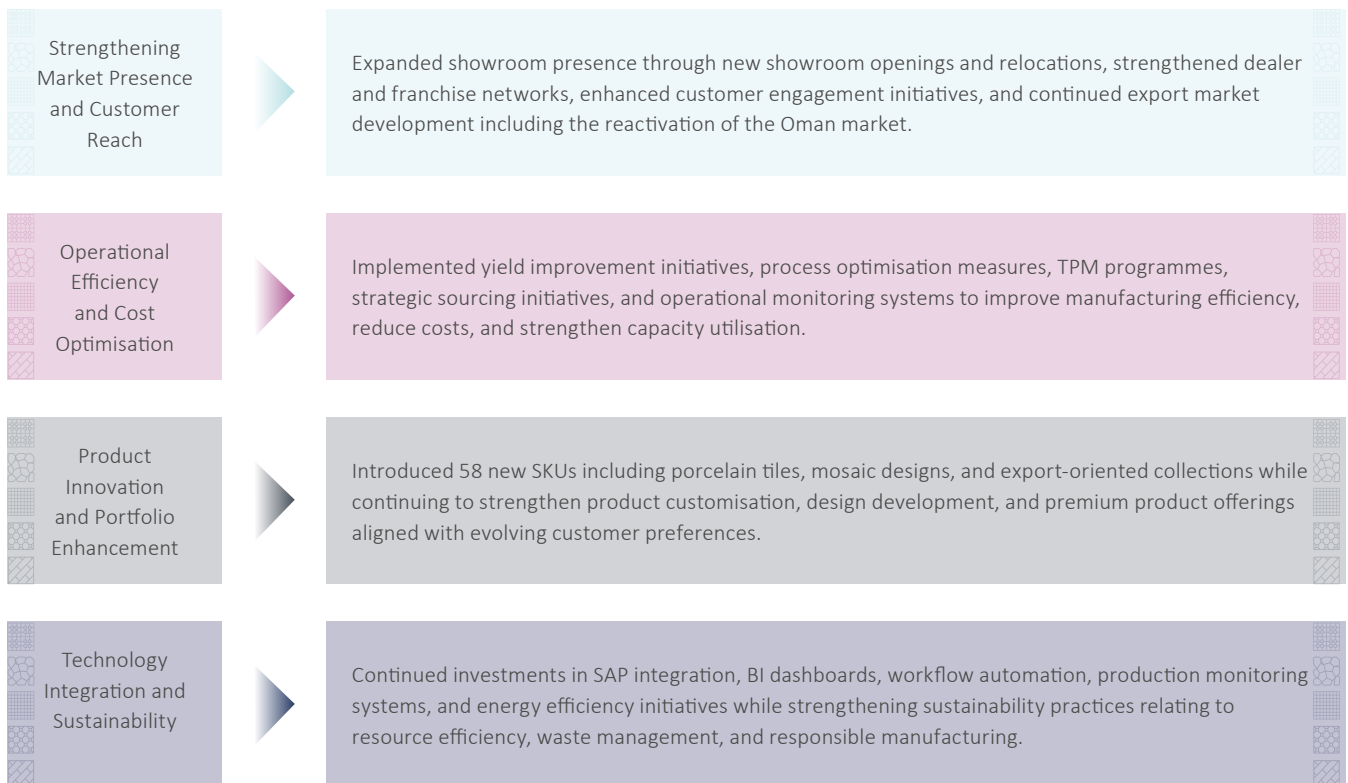 Strengthening
Market Presence
and Customer
Reach
Expanded showroom presence through new showroom openings and relocations, strengthened dealer
and franchise networks, enhanced customer engagement initiatives, and continued export market
development including the reactivation of the Oman market.
Operational
Efficiency
and Cost
Optimisation
Implemented yield improvement initiatives, process optimisation measures, TPM programmes,
strategic sourcing initiatives, and operational monitoring systems to improve manufacturing efficiency,
reduce costs, and strengthen capacity utilisation.
Product
Innovation
and Portfolio
Enhancement
Introduced 58 new SKUs including porcelain tiles, mosaic designs, and export-oriented collections while
continuing to strengthen product customisation, design development, and premium product offerings
aligned with evolving customer preferences.
Technology
Integration and
Sustainability
Continued investments in SAP integration, BI dashboards, workflow automation, production monitoring
systems, and energy efficiency initiatives while strengthening sustainability practices relating to
resource efficiency, waste management, and responsible manufacturing.